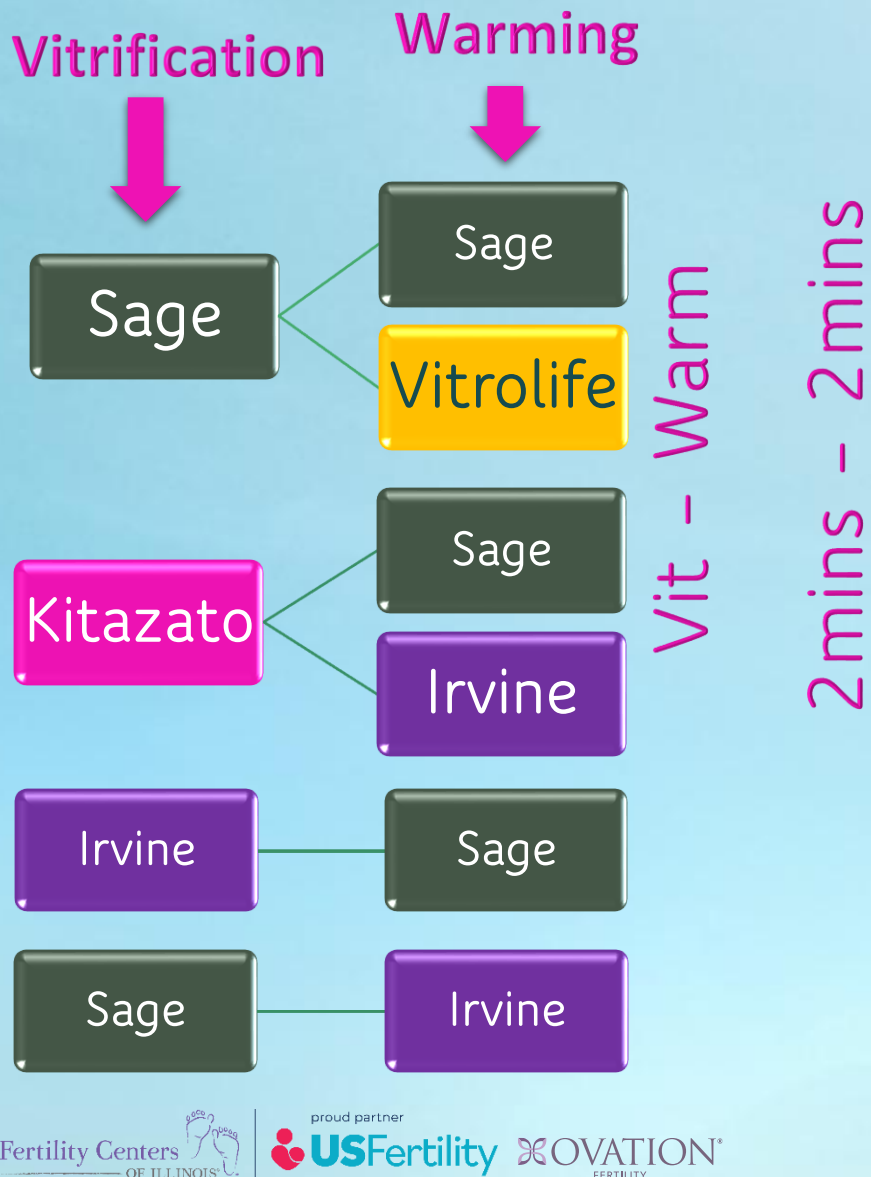 Vitrification
Warming
Sage
Sage
Vitrolife
Kitazato
Sage
Irvine
Irvine
Sage
Sage
Irvine
Vit – Warm
2mins – 2mins
Fertility Centers
OF ILLINOIS®
proud partner
USFertility
OVATION®
FERTILITY